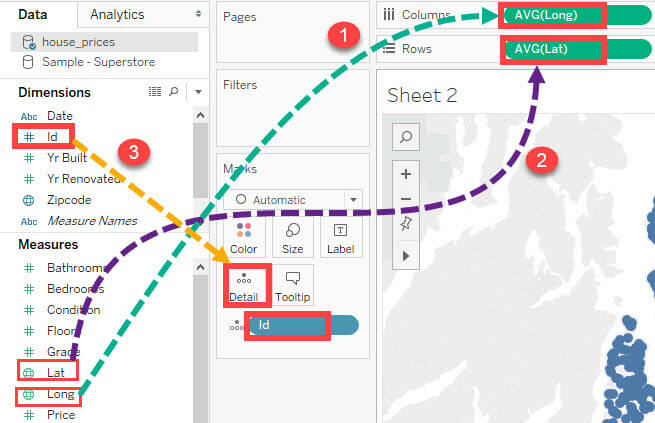 Data
Analytics
house_prices
Sample - Superstore
Dimensions
Abc Date
# Id
# Yr Built
# Yr Renovated
Zipcode
Abc Measure Names
Measures
# Bathrooms
# Bedrooms
# Condition
# Floors
# Grade
Lat
Long
# Price
Pages
Filters
Marks
Automatic
Color
Size
T
Label
Detail
Tooltip
Id
Columns
AVG(Long)
Rows
AVG(Lat)
Sheet 2
+
−
1
2
3